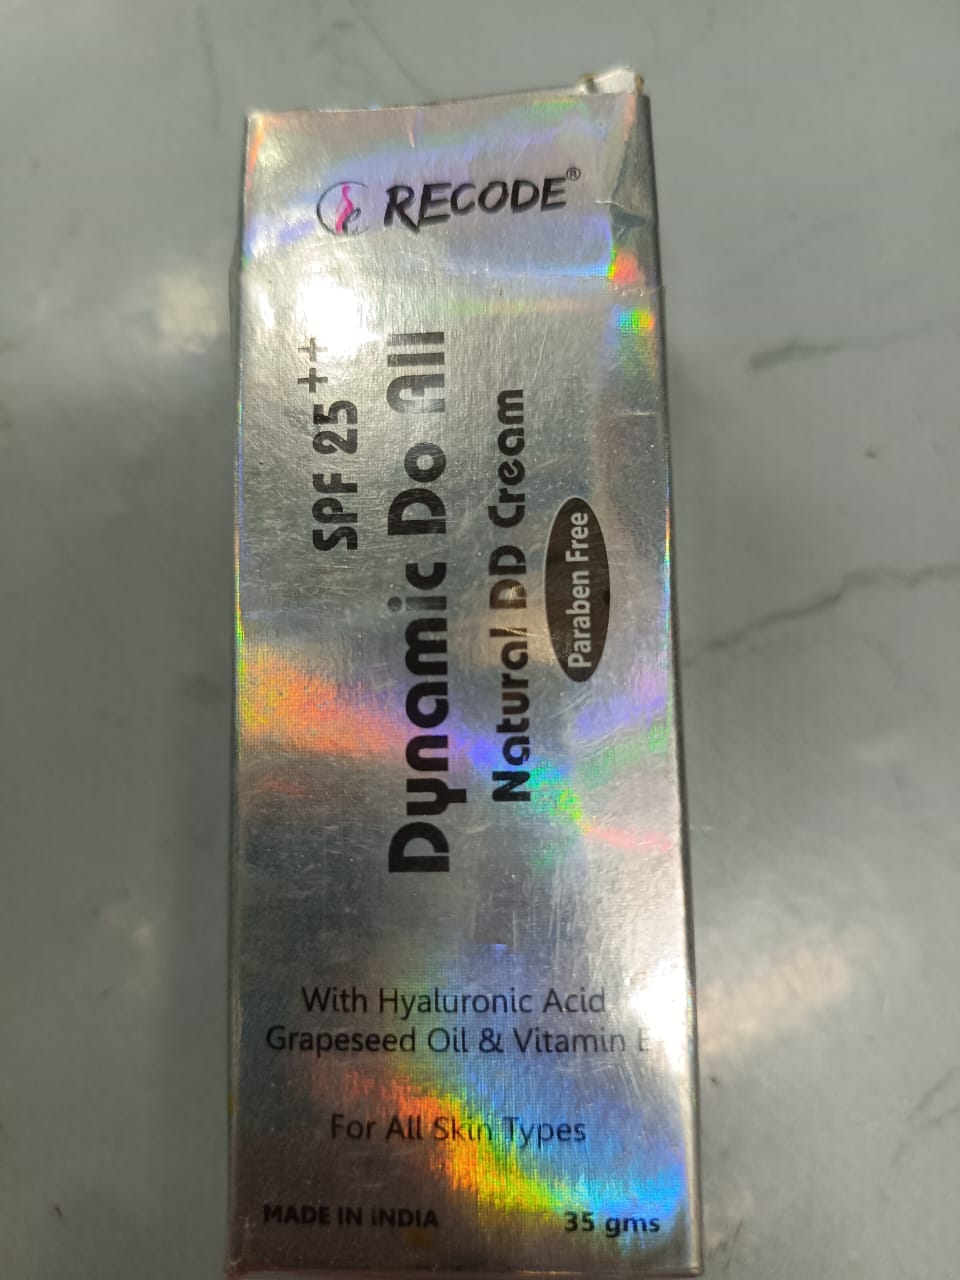 RECODE®
SPF 25++
Dynamic Do All
Natural DD Cream
Paraben Free
With Hyaluronic Acid
Grapeseed Oil & Vitamin E
For All Skin Types
MADE IN INDIA
35 gms